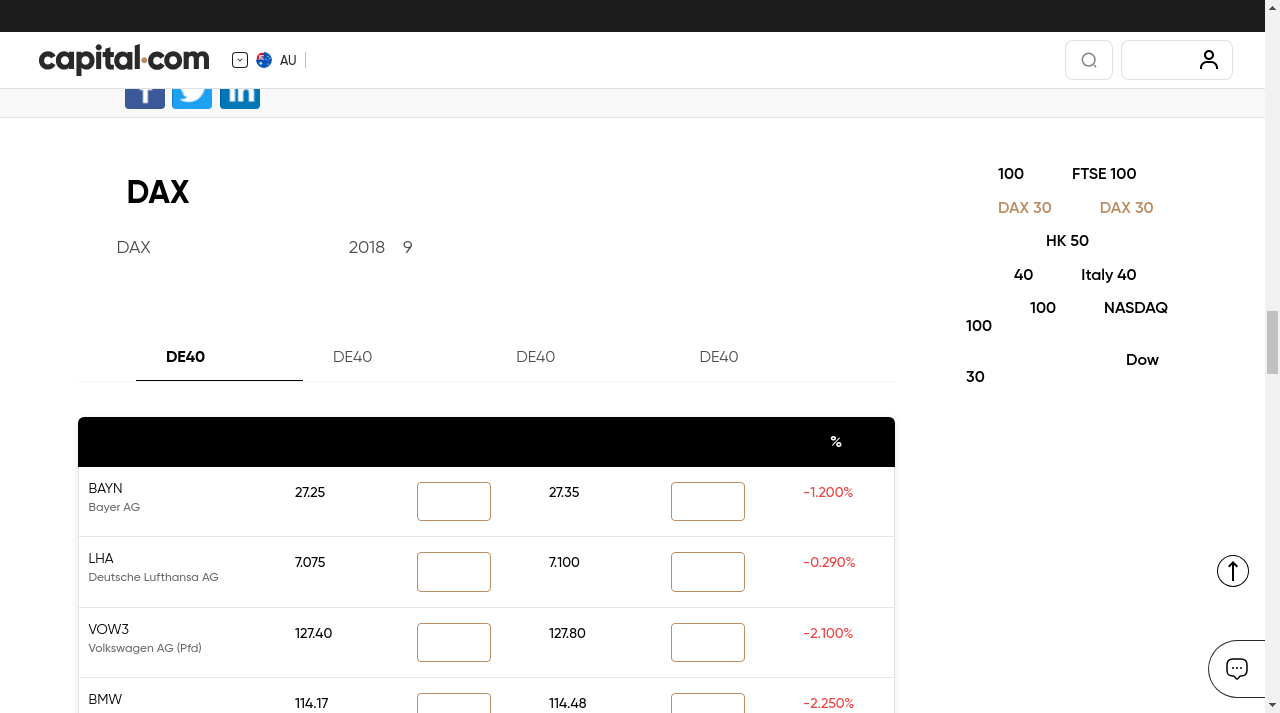 capital.com
AU
DAX
DAX 2018 9
DE40 DE40 DE40 DE40
%
BAYN 27.25 27.35 -1.200%
Bayer AG
LHA 7.075 7.100 -0.290%
Deutsche Lufthansa AG
VOW3 127.40 127.80 -2.100%
Volkswagen AG (Pfd)
BMW 114.17 114.48 -2.250%
100 FTSE 100
DAX 30 DAX 30
HK 50
40 Italy 40
100 NASDAQ
100
Dow
30